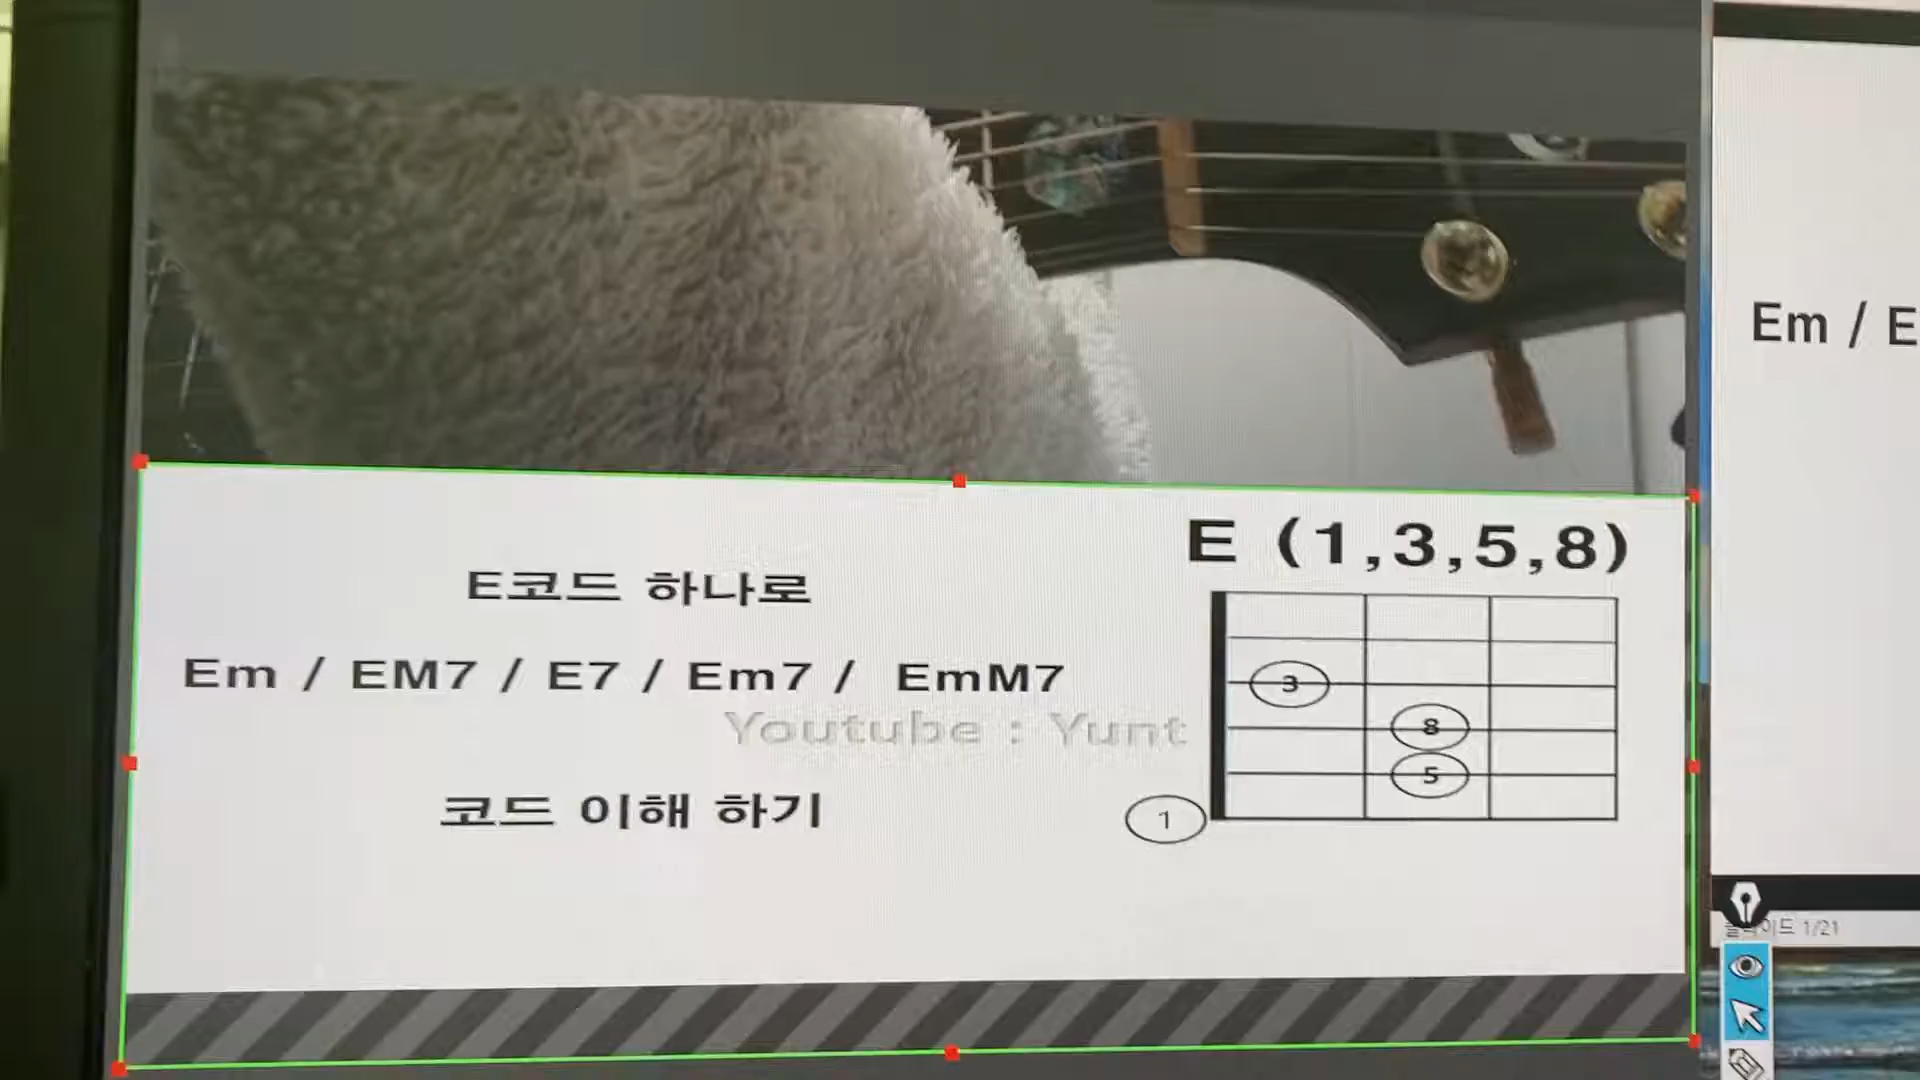 E (1,3,5,8)
E코드 하나로
Em / EM7 / E7 / Em7 / EmM7
Youtube : Yunt
코드 이해 하기
3
8
5
1
Em / E
슬라이드 1/21